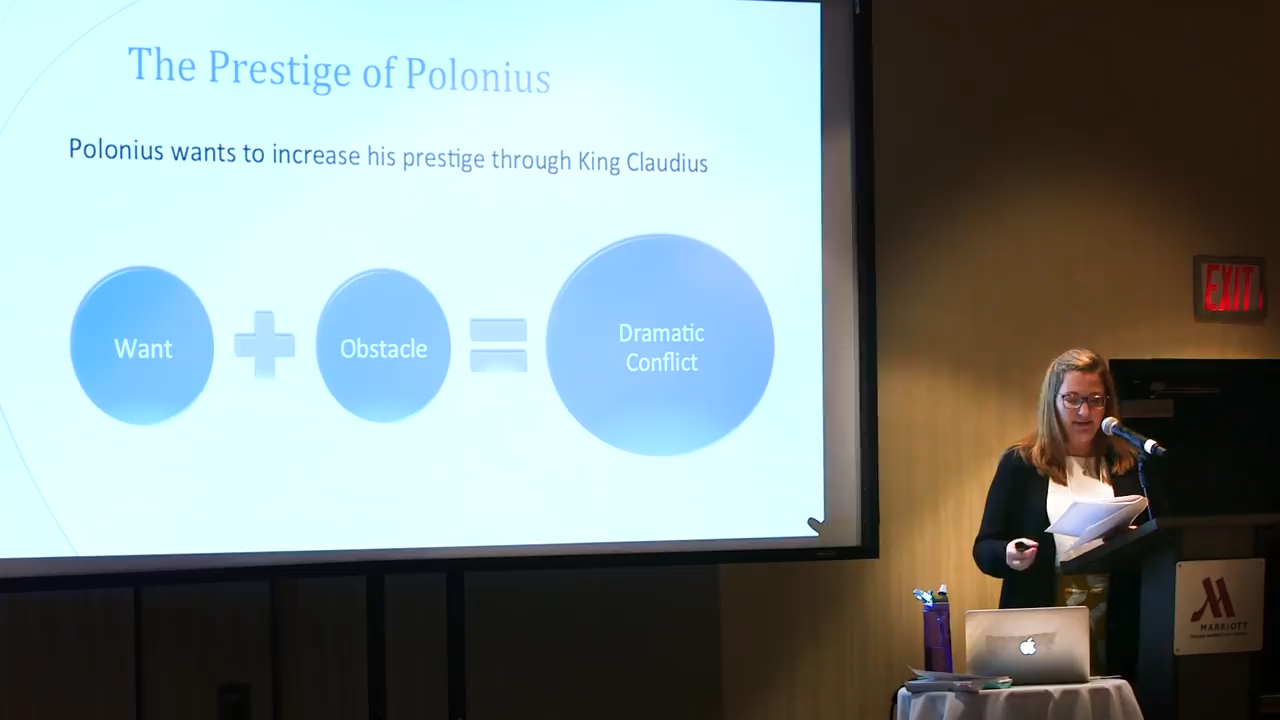 The Prestige of Polonius
Polonius wants to increase his prestige through King Claudius
Want
Obstacle
Dramatic
Conflict
EXIT
MARRIOTT